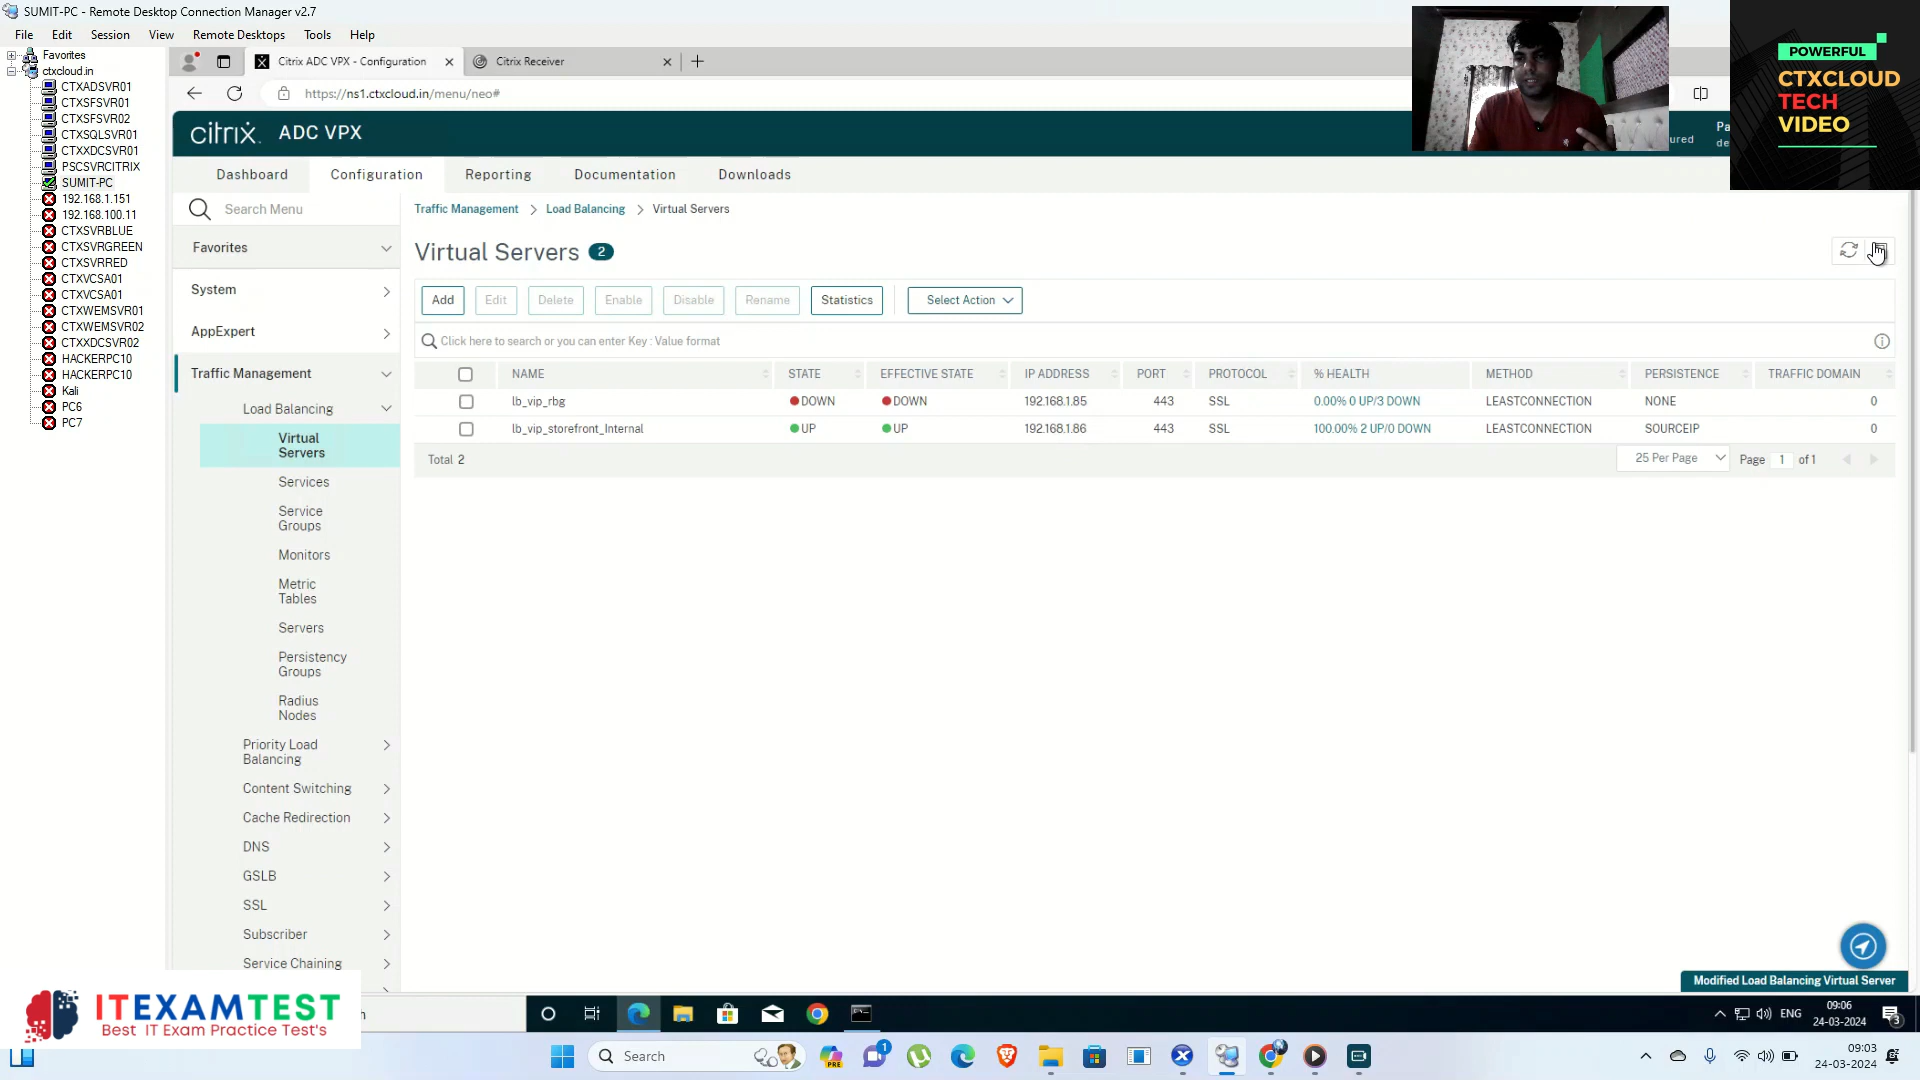 SUMIT-PC - Remote Desktop Connection Manager v2.7
File Edit Session View Remote Desktops Tools Help
Favorites
ctxcloud.in
CTXADSVR01
CTXSFSVR01
CTXSFSVR02
CTXSQLSVR01
CTXXDCSVR01
PSCSVRCITRIX
SUMIT-PC
192.168.1.151
192.168.100.11
CTXSVRBLUE
CTXSVRGREEN
CTXSVRRED
CTXVCSA01
CTXVCSA01
CTXWEMSVR01
CTXWEMSVR02
CTXXDCSVR02
HACKERPC10
HACKERPC10
Kali
PC6
PC7
Citrix ADC VPX - Configuration
Citrix Receiver
https://ns1.ctxcloud.in/menu/neo#
citrix. ADC VPX
ured
Pa
de
POWERFUL
CTXCLOUD
TECH
VIDEO
Dashboard Configuration Reporting Documentation Downloads
Search Menu
Favorites
System
AppExpert
Traffic Management
Load Balancing
Virtual
Servers
Services
Service
Groups
Monitors
Metric
Tables
Servers
Persistency
Groups
Radius
Nodes
Priority Load
Balancing
Content Switching
Cache Redirection
DNS
GSLB
SSL
Subscriber
Service Chaining
Traffic Management > Load Balancing > Virtual Servers
Virtual Servers 2
Add Edit Delete Enable Disable Rename Statistics Select Action
Click here to search or you can enter Key : Value format
NAME STATE EFFECTIVE STATE IP ADDRESS PORT PROTOCOL % HEALTH METHOD PERSISTENCE TRAFFIC DOMAIN
lb_vip_rbg DOWN DOWN 192.168.1.85 443 SSL 0.00% 0 UP/3 DOWN LEASTCONNECTION NONE 0
lb_vip_storefront_Internal UP UP 192.168.1.86 443 SSL 100.00% 2 UP/0 DOWN LEASTCONNECTION SOURCEIP 0
Total 2
25 Per Page Page 1 of 1
Modified Load Balancing Virtual Server
ITEXAMTEST
Best IT Exam Practice Test's
h
ENG
09:06
24-03-2024
3
Search
PRE
1
09:03
24-03-2024